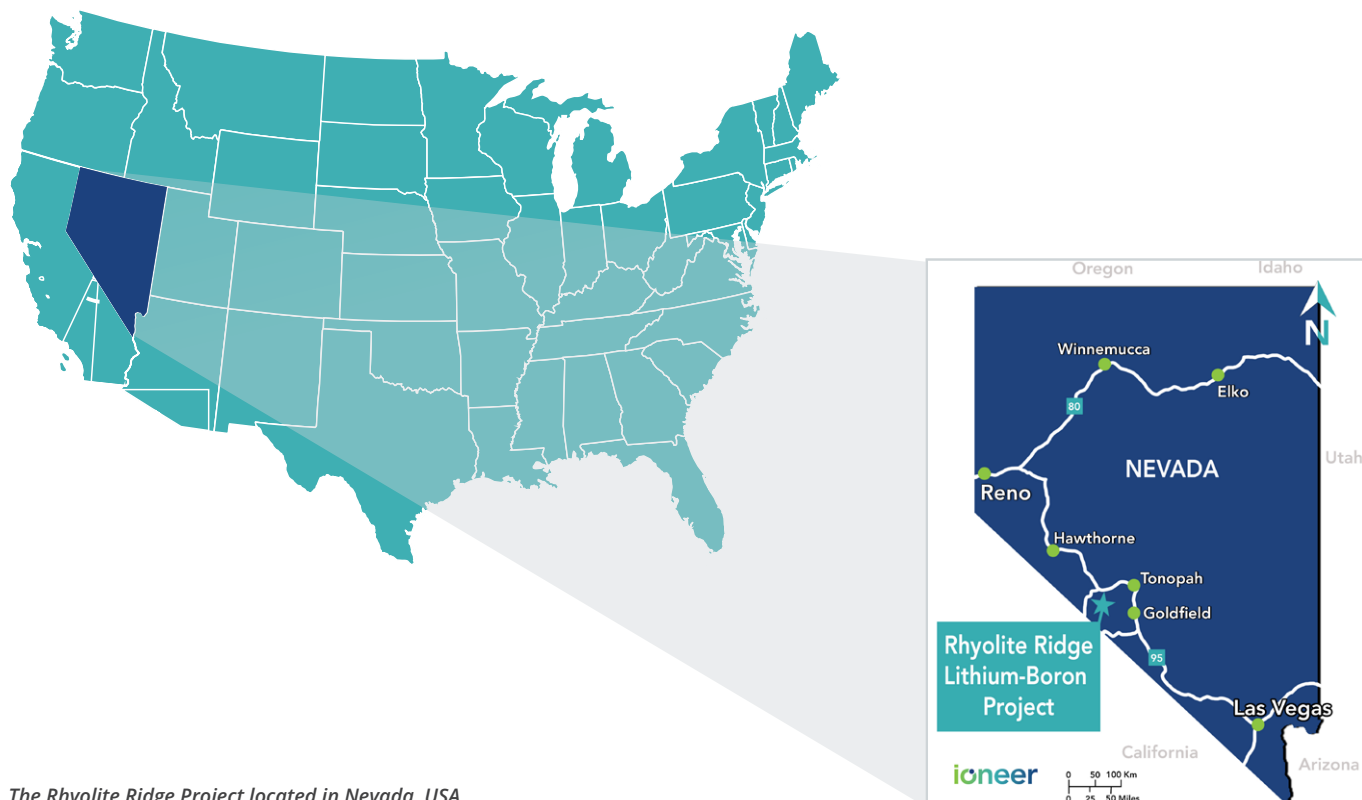 Oregon
Idaho
N
Winnemucca
Elko
80
NEVADA
Utah
Reno
Hawthorne
Tonopah
Goldfield
Rhyolite Ridge
Lithium-Boron
Project
95
Las Vegas
California
Arizona
ioneer
0 50 100 Km
0 25 50 Miles
The Rhyolite Ridge Project located in Nevada, USA